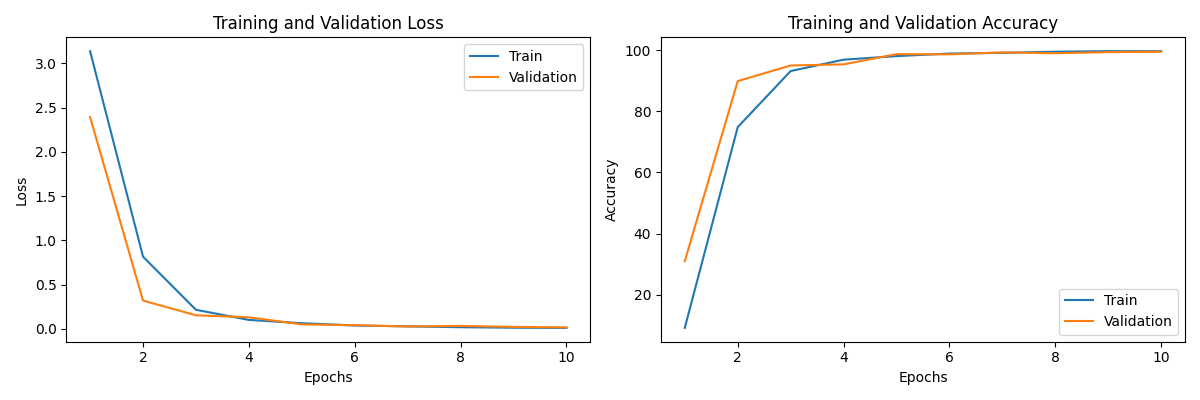 Training and Validation Loss
3.0
2.5
2.0
1.5
1.0
0.5
0.0
Loss
Train
Validation
2
4
6
8
10
Epochs
Training and Validation Accuracy
100
80
60
40
20
Accuracy
Train
Validation
2
4
6
8
10
Epochs